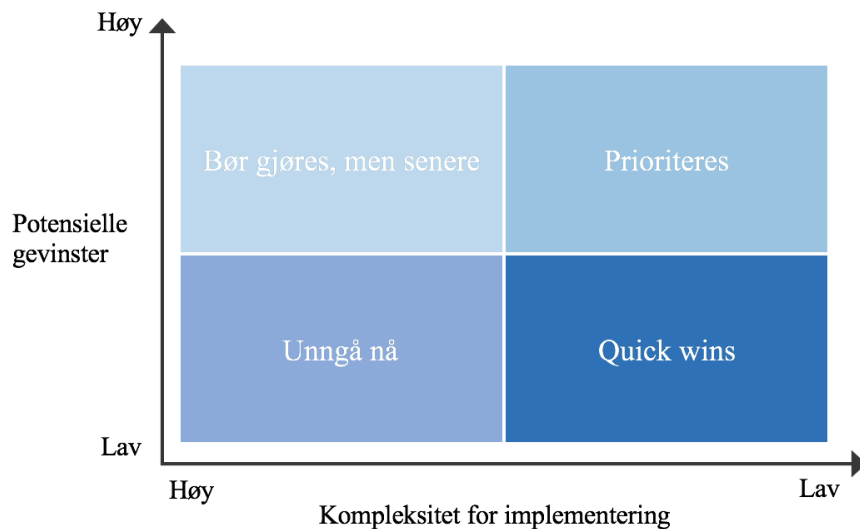 Høy
Bør gjøres, men senere
Prioriteres
Potensielle
gevinster
Unngå nå
Quick wins
Lav
Høy
Lav
Kompleksitet for implementering